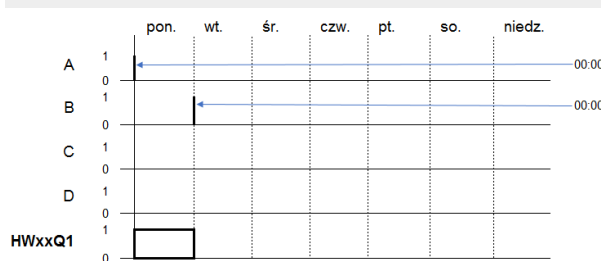 pon. wt. śr. czw. pt. so. niedz.
A 1 00:00
0
B 1 00:00
0
C 1
0
D 1
0
HWxxQ1 1
0